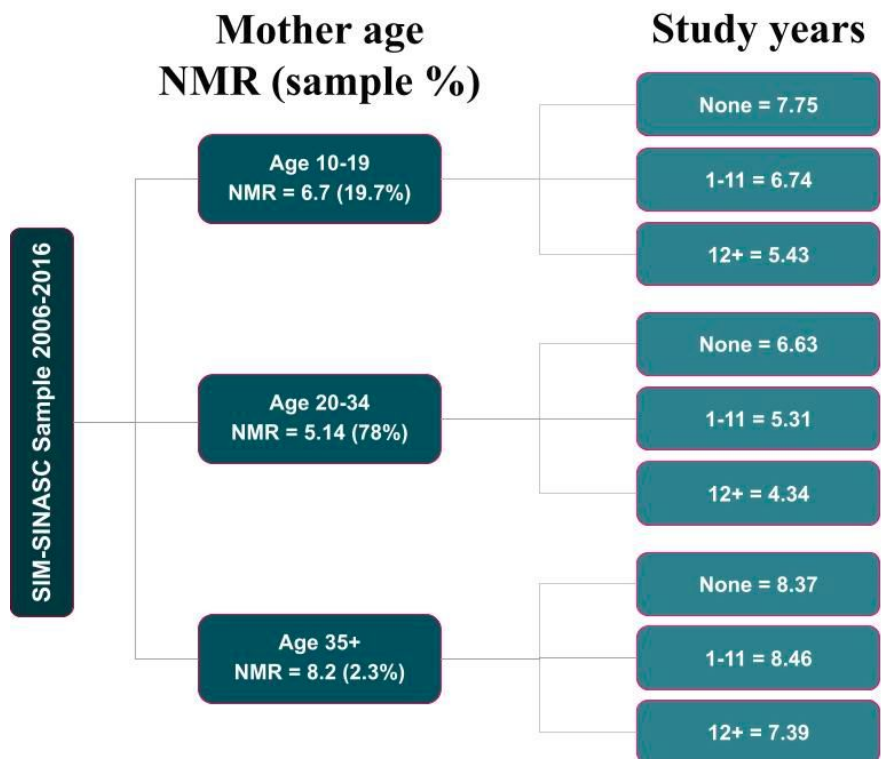 Mother age
NMR (sample %)
Study years
SIM-SINASC Sample 2006-2016
Age 10-19
NMR = 6.7 (19.7%)
None = 7.75
1-11 = 6.74
12+ = 5.43
Age 20-34
NMR = 5.14 (78%)
None = 6.63
1-11 = 5.31
12+ = 4.34
Age 35+
NMR = 8.2 (2.3%)
None = 8.37
1-11 = 8.46
12+ = 7.39